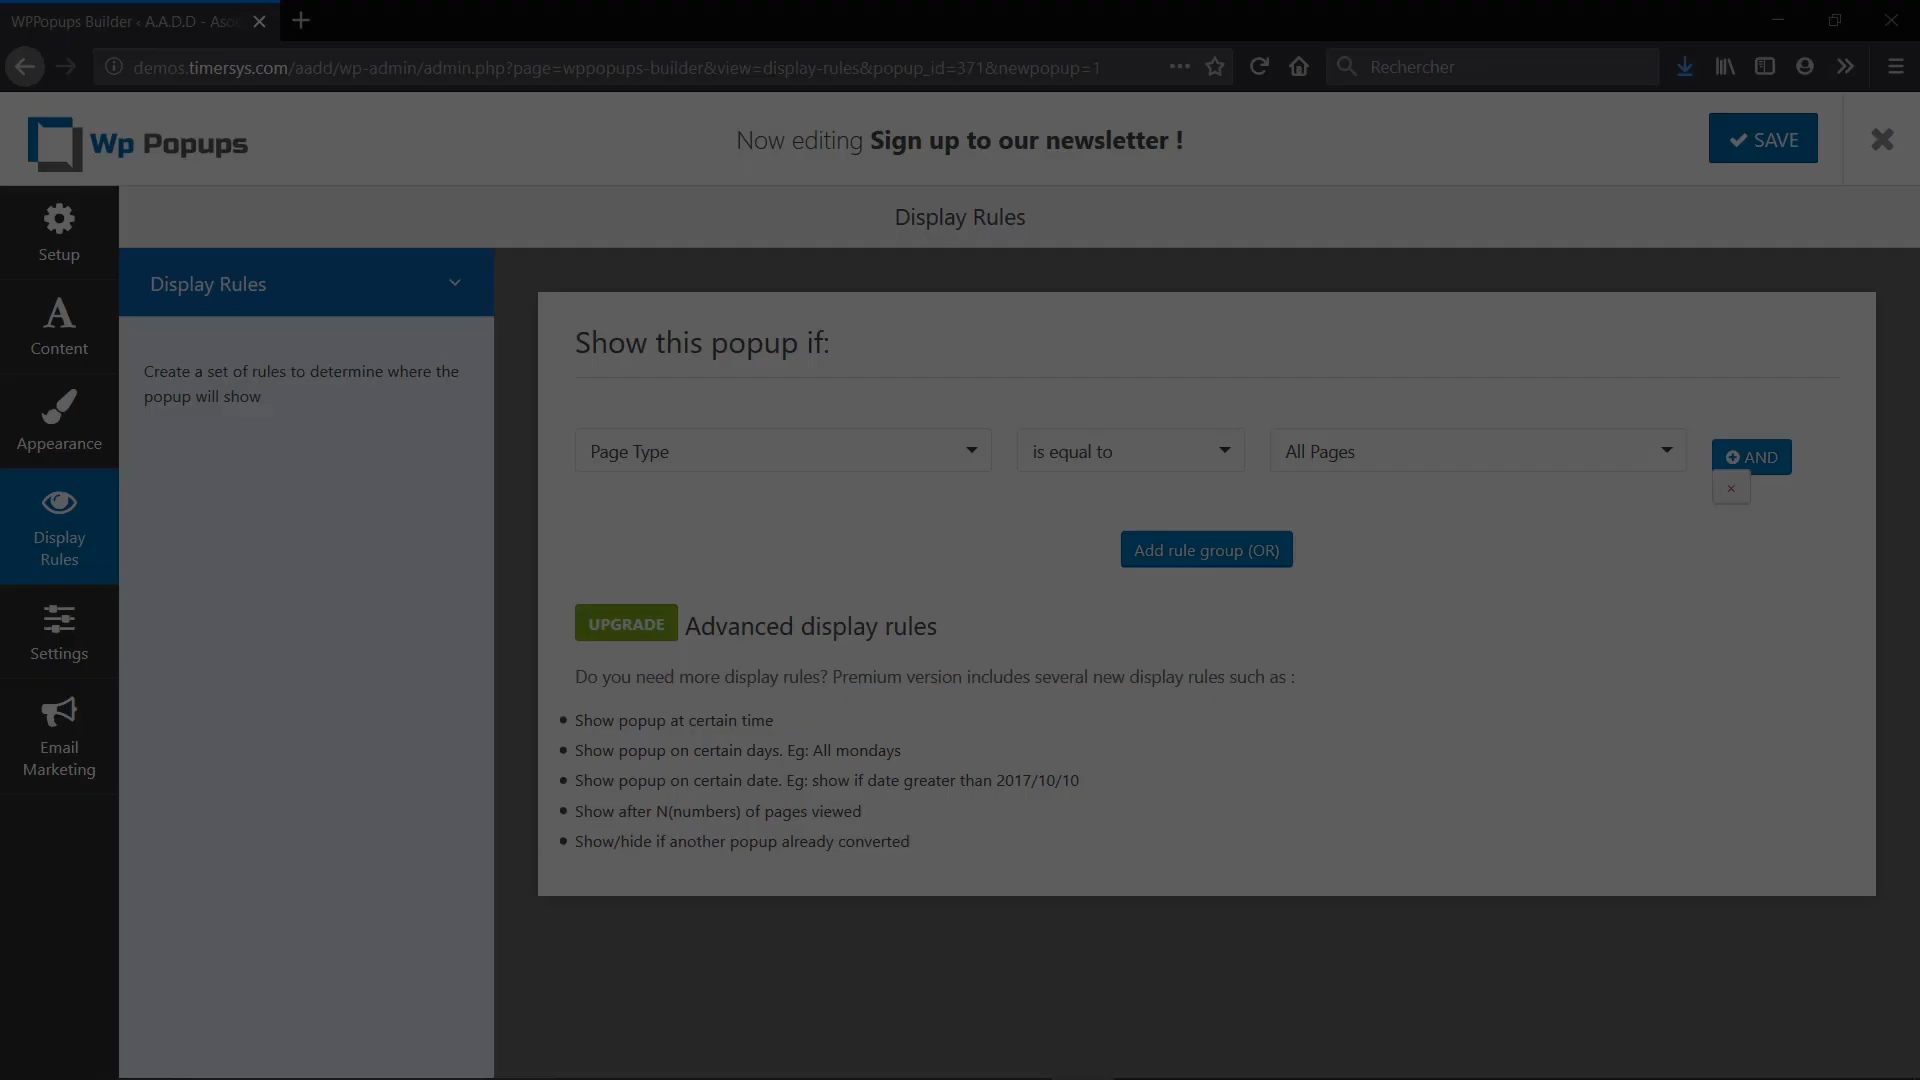 WPPopups Builder ‹ A.A.D.D - Aso
demos.timersys.com/aadd/wp-admin/admin.php?page=wppopups-builder&view=display-rules&popup_id=371&newpopup=1
Rechercher
Wp Popups
Now editing Sign up to our newsletter !
SAVE
Display Rules
Setup
Content
Appearance
Display
Rules
Settings
Email
Marketing
Display Rules
Create a set of rules to determine where the
popup will show
Show this popup if:
Page Type
is equal to
All Pages
AND
Add rule group (OR)
UPGRADE Advanced display rules
Do you need more display rules? Premium version includes several new display rules such as :
Show popup at certain time
Show popup on certain days. Eg: All mondays
Show popup on certain date. Eg: show if date greater than 2017/10/10
Show after N(numbers) of pages viewed
Show/hide if another popup already converted